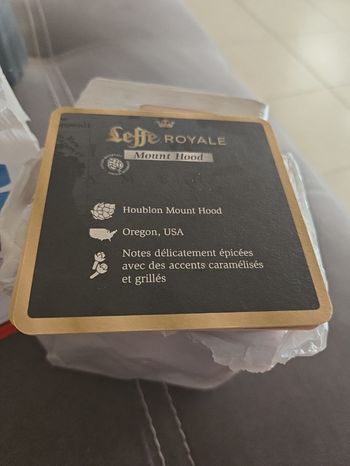 Leffe ROYALE
Mount Hood
Houblon Mount Hood
Oregon, USA
Notes délicatement épicées
avec des accents caramélisés
et grillés